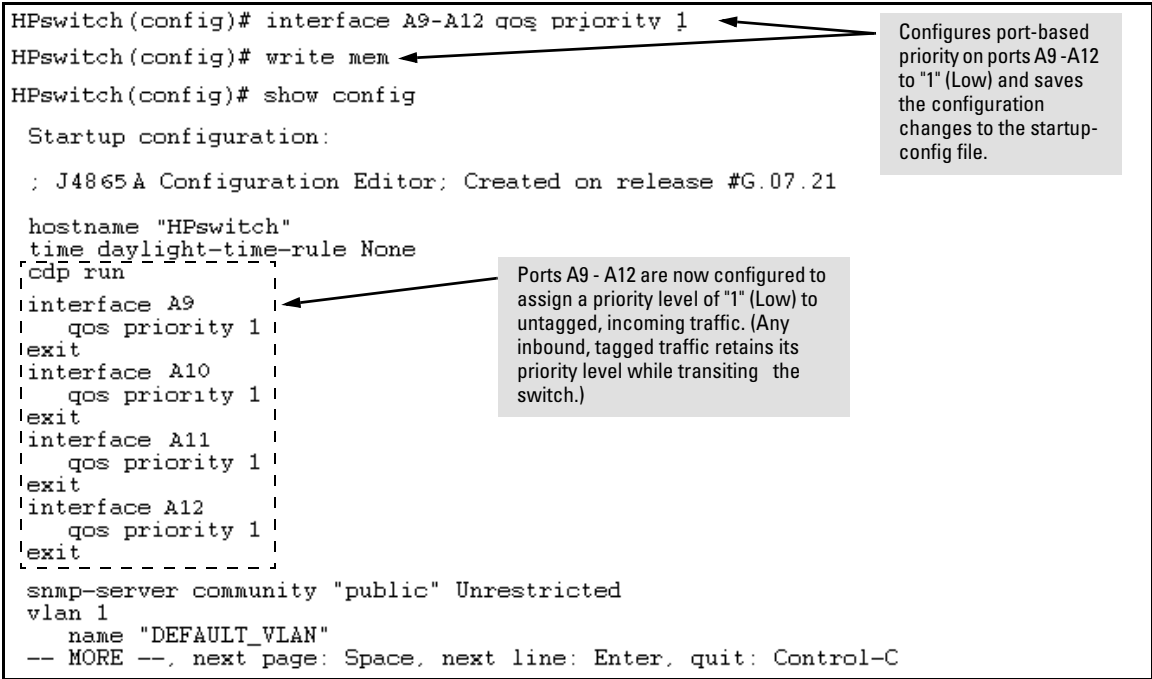 HPswitch(config)# interface A9-A12 qos priority 1
Configures port-based
priority on ports A9 -A12
to "1" (Low) and saves
the configuration
changes to the startup-
config file.
HPswitch(config)# write mem
HPswitch(config)# show config
Startup configuration:
; J4865A Configuration Editor; Created on release #G.07.21
hostname "HPswitch"
time daylight-time-rule None
cdp run
interface A9
qos priority 1
exit
interface A10
qos priority 1
exit
interface A11
qos priority 1
exit
interface A12
qos priority 1
exit
Ports A9 - A12 are now configured to
assign a priority level of "1" (Low) to
untagged, incoming traffic. (Any
inbound, tagged traffic retains its
priority level while transiting the
switch.)
snmp-server community "public" Unrestricted
vlan 1
name "DEFAULT_VLAN"
-- MORE --, next page: Space, next line: Enter, quit: Control-C